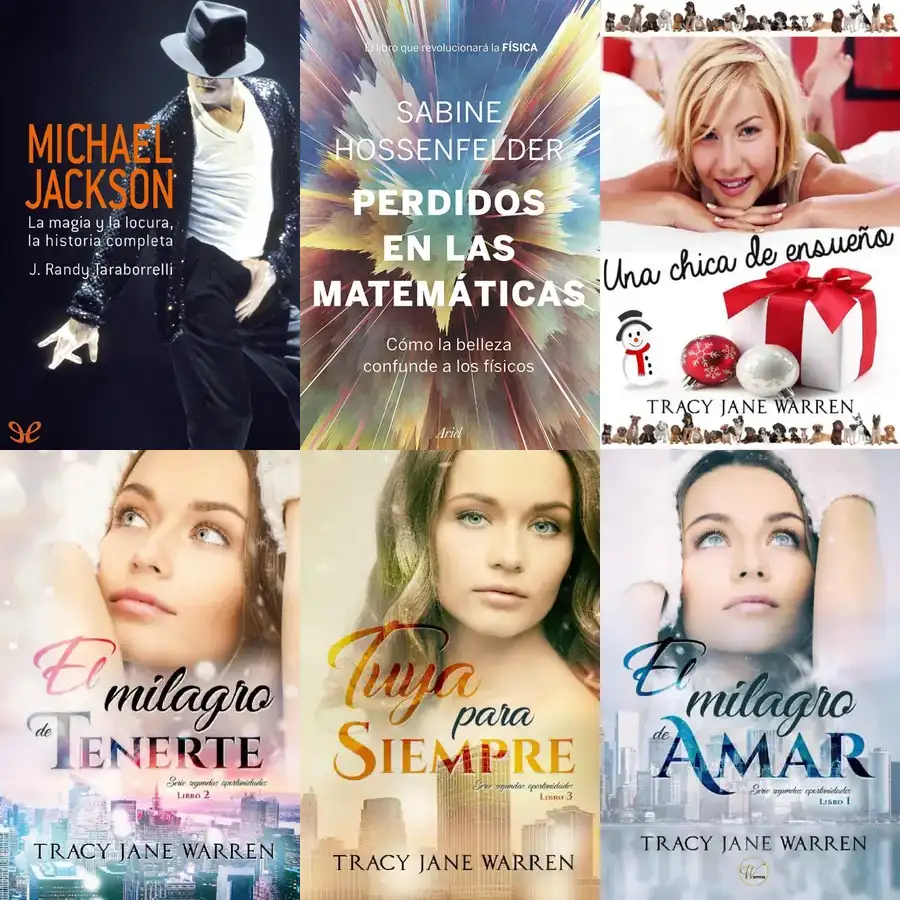 MICHAEL
JACKSON
La magia y la locura,
la historia completa
J. Randy Taraborrelli
El libro que revolucionará la FÍSICA
SABINE
HOSSENFELDER
PERDIDOS
EN LAS
MATEMÁTICAS
Cómo la belleza
confunde a los físicos
Ariel
Una chica de ensueño
TRACY JANE WARREN
El
milagro
de
TENERTE
Serie segundas oportunidades
LIBRO 2
TRACY JANE WARREN
Tuya
para
SIEMPRE
Serie segundas oportunidades
LIBRO 3
TRACY JANE WARREN
El
milagro
de
AMAR
Serie segundas oportunidades
LIBRO 1
TRACY JANE WARREN